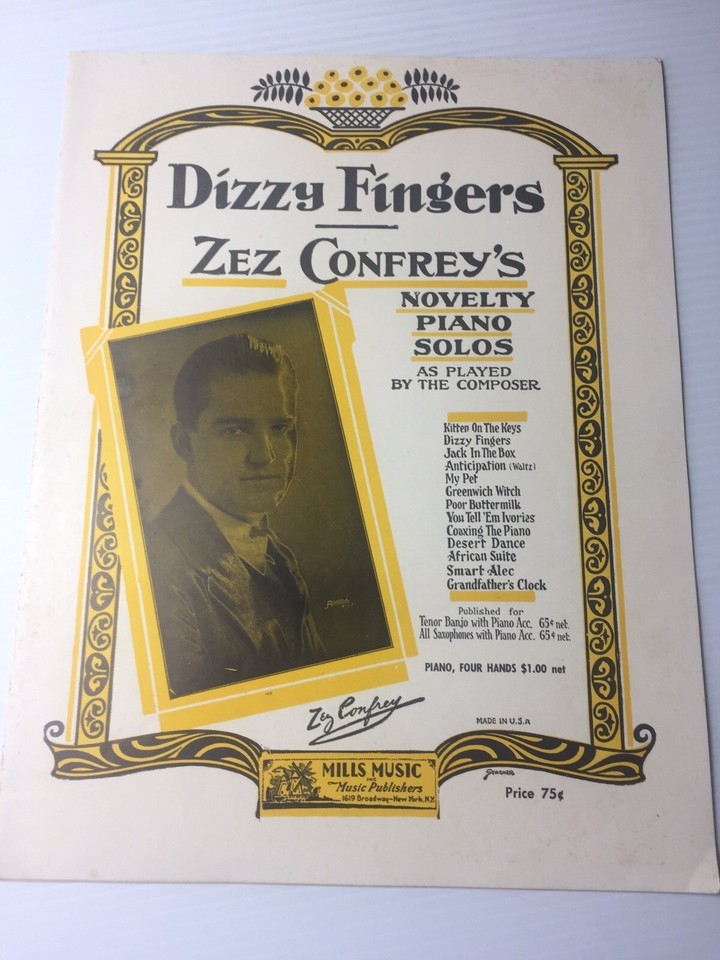 Dizzy Fingers
ZEZ CONFREY'S
NOVELTY
PIANO
SOLOS
AS PLAYED
BY THE COMPOSER
Kitten On The Keys
Dizzy Fingers
Jack In The Box
Anticipation (Waltz)
My Pet
Greenwich Witch
Poor Buttermilk
You Tell 'Em Ivories
Coaxing The Piano
Desert Dance
African Suite
Smart Alec
Grandfather's Clock
Published for
Tenor Banjo with Piano Acc. 65¢ net.
All Saxophones with Piano Acc. 65¢ net.
PIANO, FOUR HANDS $1.00 net
Zez Confrey
MADE IN U.S.A
MILLS MUSIC
INC
Music Publishers
1619 Broadway-New York, N.Y.
Price 75¢